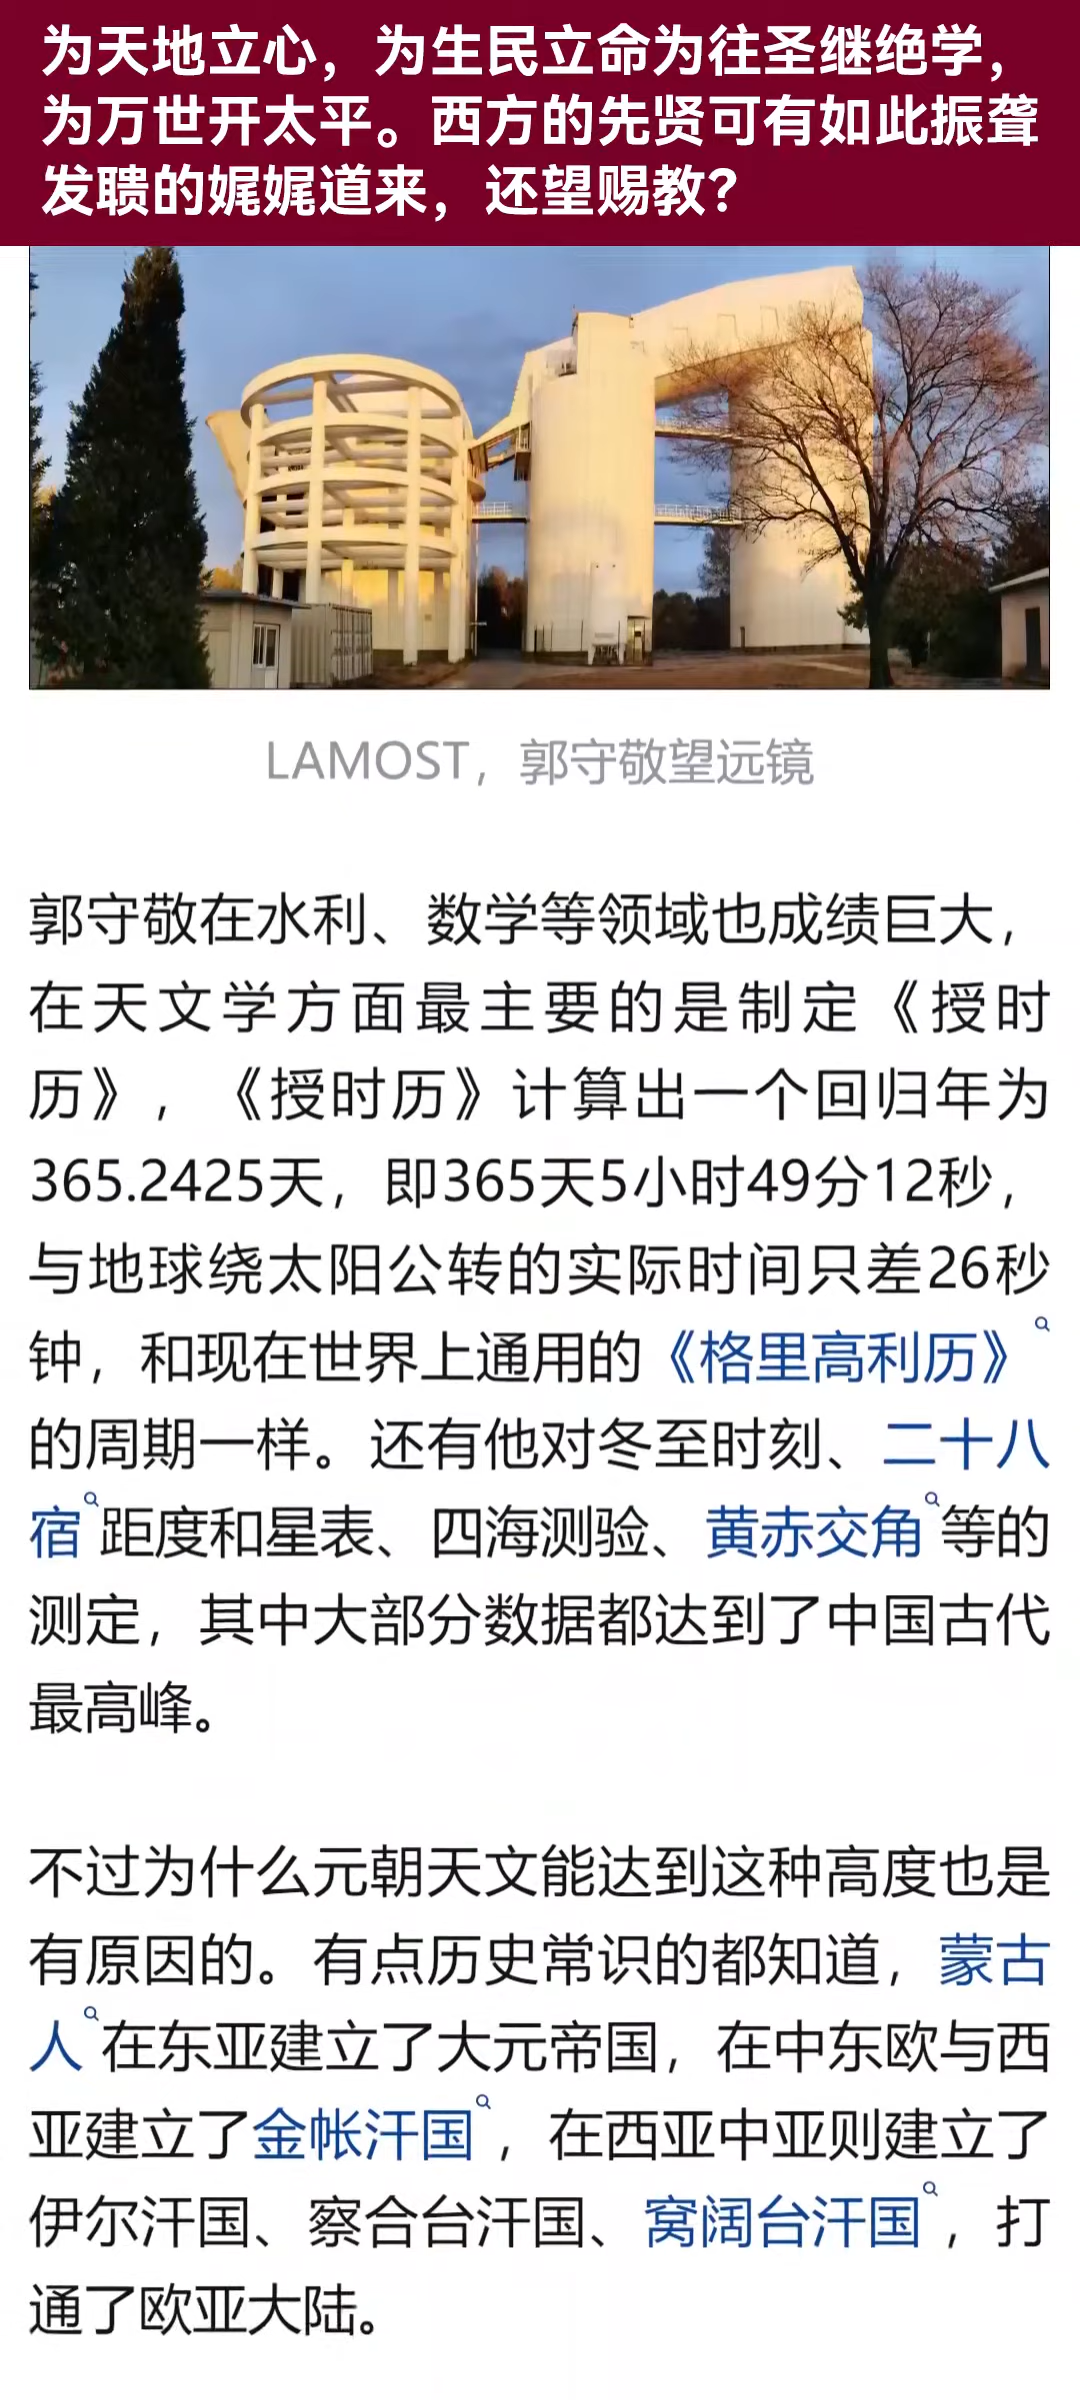 为天地立心，为生民立命为往圣继绝学，
为万世开太平。西方的先贤可有如此振聋
发聩的娓娓道来，还望赐教？
LAMOST，郭守敬望远镜
郭守敬在水利、数学等领域也成绩巨大，
在天文学方面最主要的是制定《授时
历》，《授时历》计算出一个回归年为
365.2425天，即365天5小时49分12秒，
与地球绕太阳公转的实际时间只差26秒
钟，和现在世界上通用的《格里高利历》
的周期一样。还有他对冬至时刻、二十八
宿距度和星表、四海测验、黄赤交角等的
测定，其中大部分数据都达到了中国古代
最高峰。
不过为什么元朝天文能达到这种高度也是
有原因的。有点历史常识的都知道，蒙古
人在东亚建立了大元帝国，在中东欧与西
亚建立了金帐汗国，在西亚中亚则建立了
伊尔汗国、察合台汗国、窝阔台汗国，打
通了欧亚大陆。